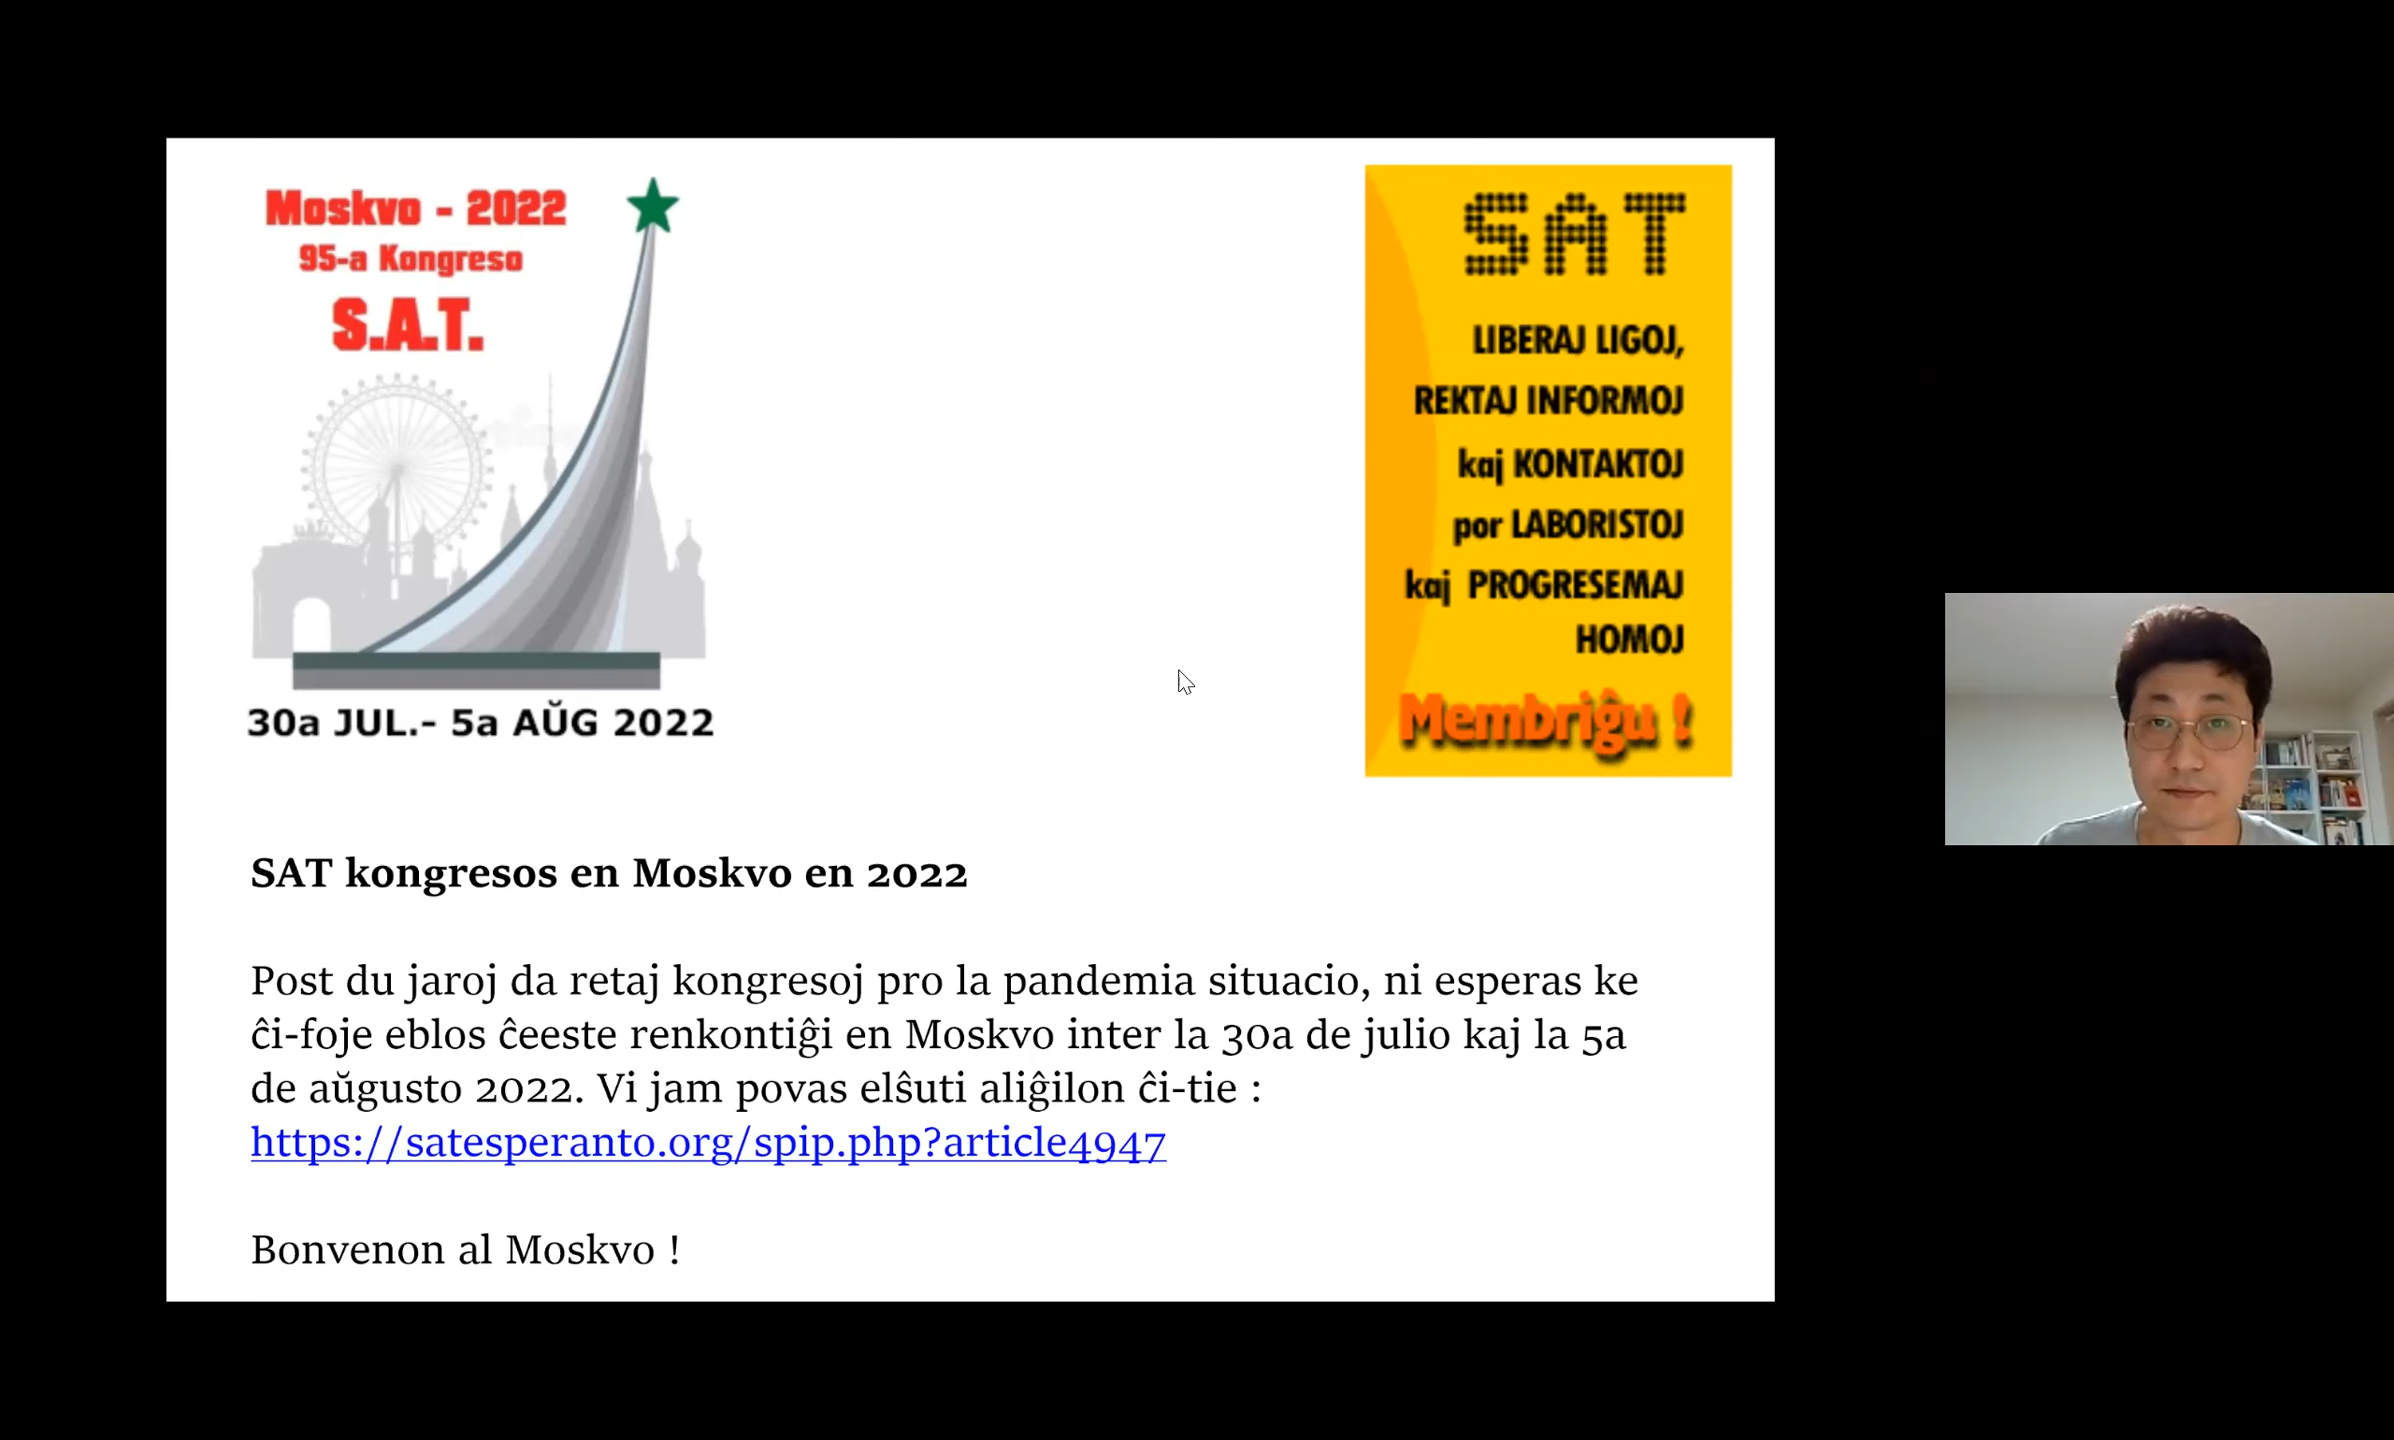 Moskvo - 2022
95-a Kongreso
S.A.T.
30a JUL.- 5a AŬG 2022
SAT
LIBERAJ LIGOJ,
REKTAJ INFORMOJ
kaj KONTAKTOJ
por LABORISTOJ
kaj PROGRESEMAJ
HOMOJ
Membriĝu !
SAT kongresos en Moskvo en 2022
Post du jaroj da retaj kongresoj pro la pandemia situacio, ni esperas ke
ĉi-foje eblos ĉeeste renkontiĝi en Moskvo inter la 30a de julio kaj la 5a
de aŭgusto 2022. Vi jam povas elŝuti aliĝilon ĉi-tie :
https://satesperanto.org/spip.php?article4947
Bonvenon al Moskvo !